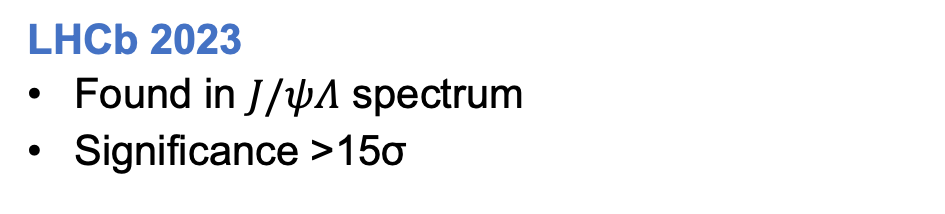 LHCb 2023
• Found in J/ψΛ spectrum
• Significance >15σ